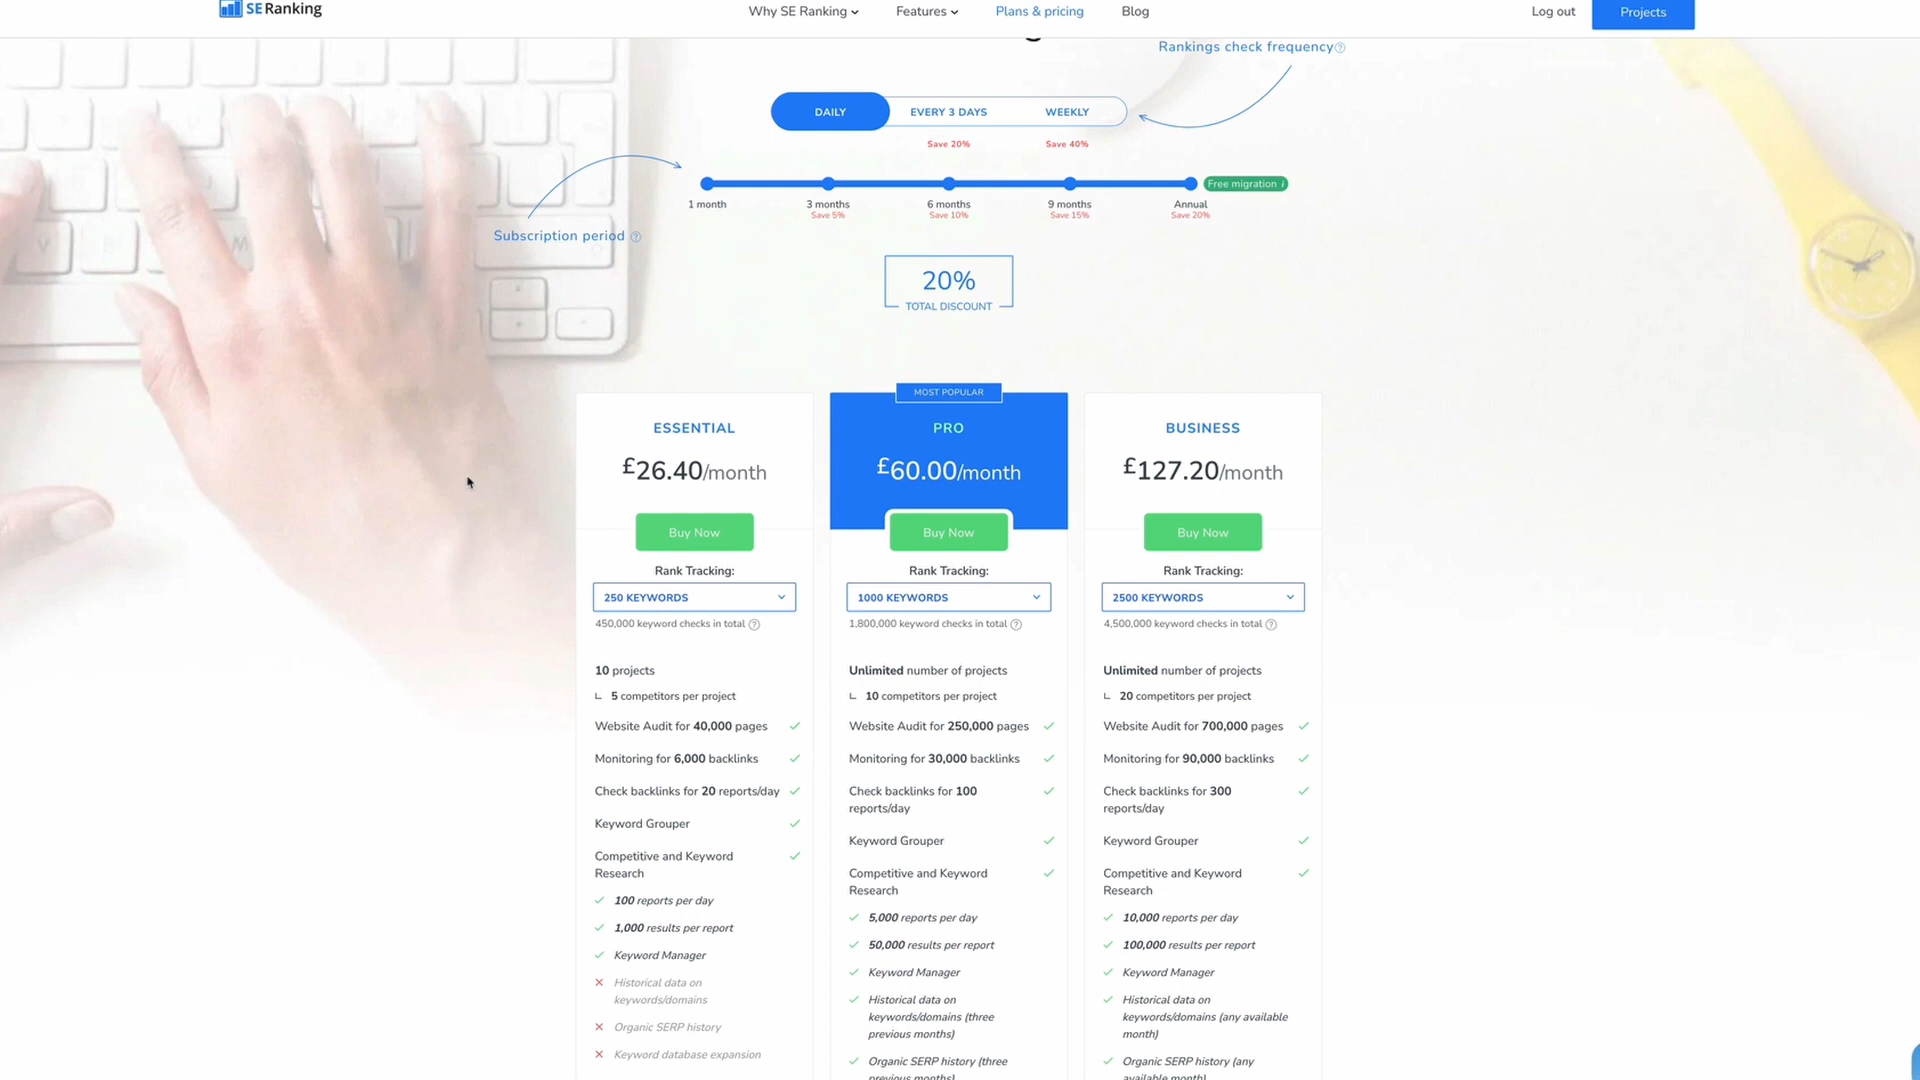 SE Ranking
Why SE Ranking
Features
Plans & pricing
Blog
Log out
Projects
Rankings check frequency
DAILY
EVERY 3 DAYS
WEEKLY
Save 20%
Save 40%
Free migration i
1 month
3 months
6 months
9 months
Annual
Save 5%
Save 10%
Save 15%
Save 20%
Subscription period
20%
TOTAL DISCOUNT
ESSENTIAL
£26.40/month
Buy Now
Rank Tracking:
250 KEYWORDS
450,000 keyword checks in total
10 projects
5 competitors per project
Website Audit for 40,000 pages
Monitoring for 6,000 backlinks
Check backlinks for 20 reports/day
Keyword Grouper
Competitive and Keyword
Research
100 reports per day
1,000 results per report
Keyword Manager
Historical data on
keywords/domains
Organic SERP history
Keyword database expansion
MOST POPULAR
PRO
£60.00/month
Buy Now
Rank Tracking:
1000 KEYWORDS
1,800,000 keyword checks in total
Unlimited number of projects
10 competitors per project
Website Audit for 250,000 pages
Monitoring for 30,000 backlinks
Check backlinks for 100
reports/day
Keyword Grouper
Competitive and Keyword
Research
5,000 reports per day
50,000 results per report
Keyword Manager
Historical data on
keywords/domains (three
previous months)
Organic SERP history (three
previous months)
BUSINESS
£127.20/month
Buy Now
Rank Tracking:
2500 KEYWORDS
4,500,000 keyword checks in total
Unlimited number of projects
20 competitors per project
Website Audit for 700,000 pages
Monitoring for 90,000 backlinks
Check backlinks for 300
reports/day
Keyword Grouper
Competitive and Keyword
Research
10,000 reports per day
100,000 results per report
Keyword Manager
Historical data on
keywords/domains (any available
month)
Organic SERP history (any
available month)